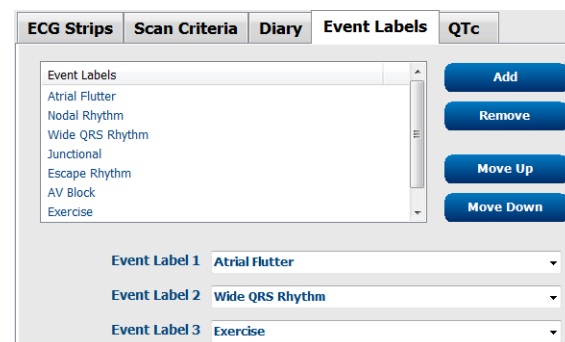 ECG Strips Scan Criteria Diary Event Labels QTc
Event Labels
Atrial Flutter
Nodal Rhythm
Wide QRS Rhythm
Junctional
Escape Rhythm
AV Block
Exercise
Add
Remove
Move Up
Move Down
Event Label 1 Atrial Flutter
Event Label 2 Wide QRS Rhythm
Event Label 3 Exercise